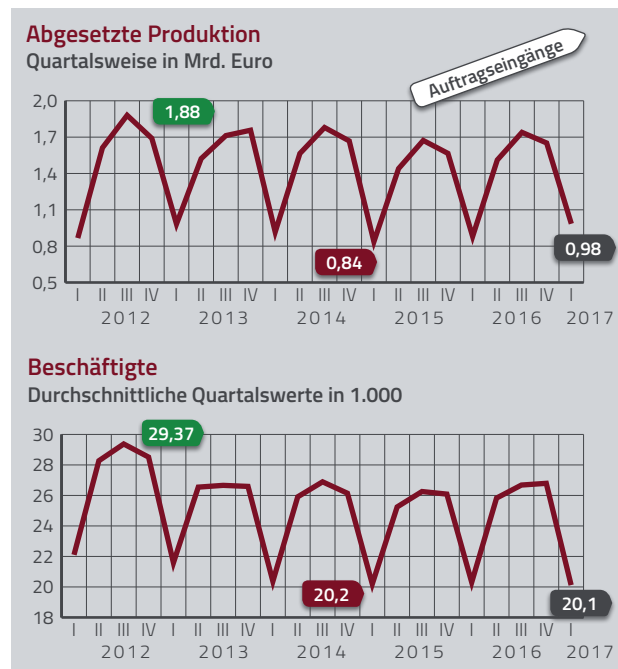 Abgesetzte Produktion
Quartalsweise in Mrd. Euro
Auftragseingänge
2,0
1,7
1,4
1,1
0,8
0,5
1,88
0,84
0,98
I II III IV I II III IV I II III IV I II III IV I II III IV I
2012 2013 2014 2015 2016 2017
Beschäftigte
Durchschnittliche Quartalswerte in 1.000
30
28
26
24
22
20
18
29,37
20,2
20,1
I II III IV I II III IV I II III IV I II III IV I II III IV I
2012 2013 2014 2015 2016 2017